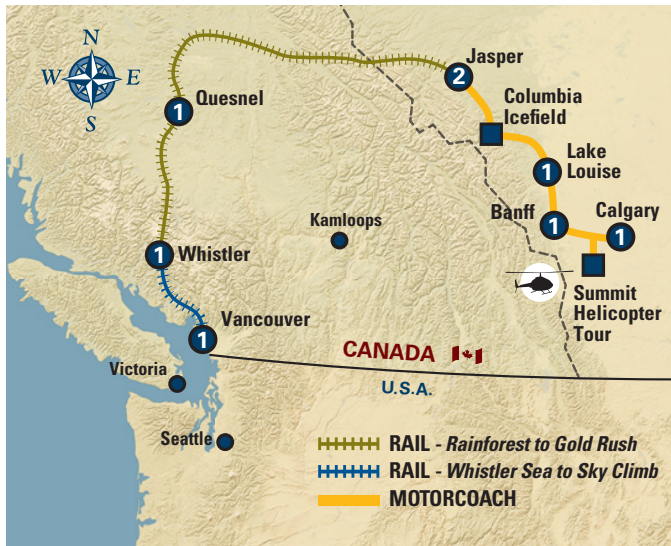 N
W E
S
Jasper
2
Columbia
Icefield
1
Quesnel
Lake
Louise
1
Banff
1
Calgary
1
Kamloops
1
Whistler
Summit
Helicopter
Tour
Vancouver
1
CANADA
U.S.A.
Victoria
Seattle
RAIL - Rainforest to Gold Rush
RAIL - Whistler Sea to Sky Climb
MOTORCOACH